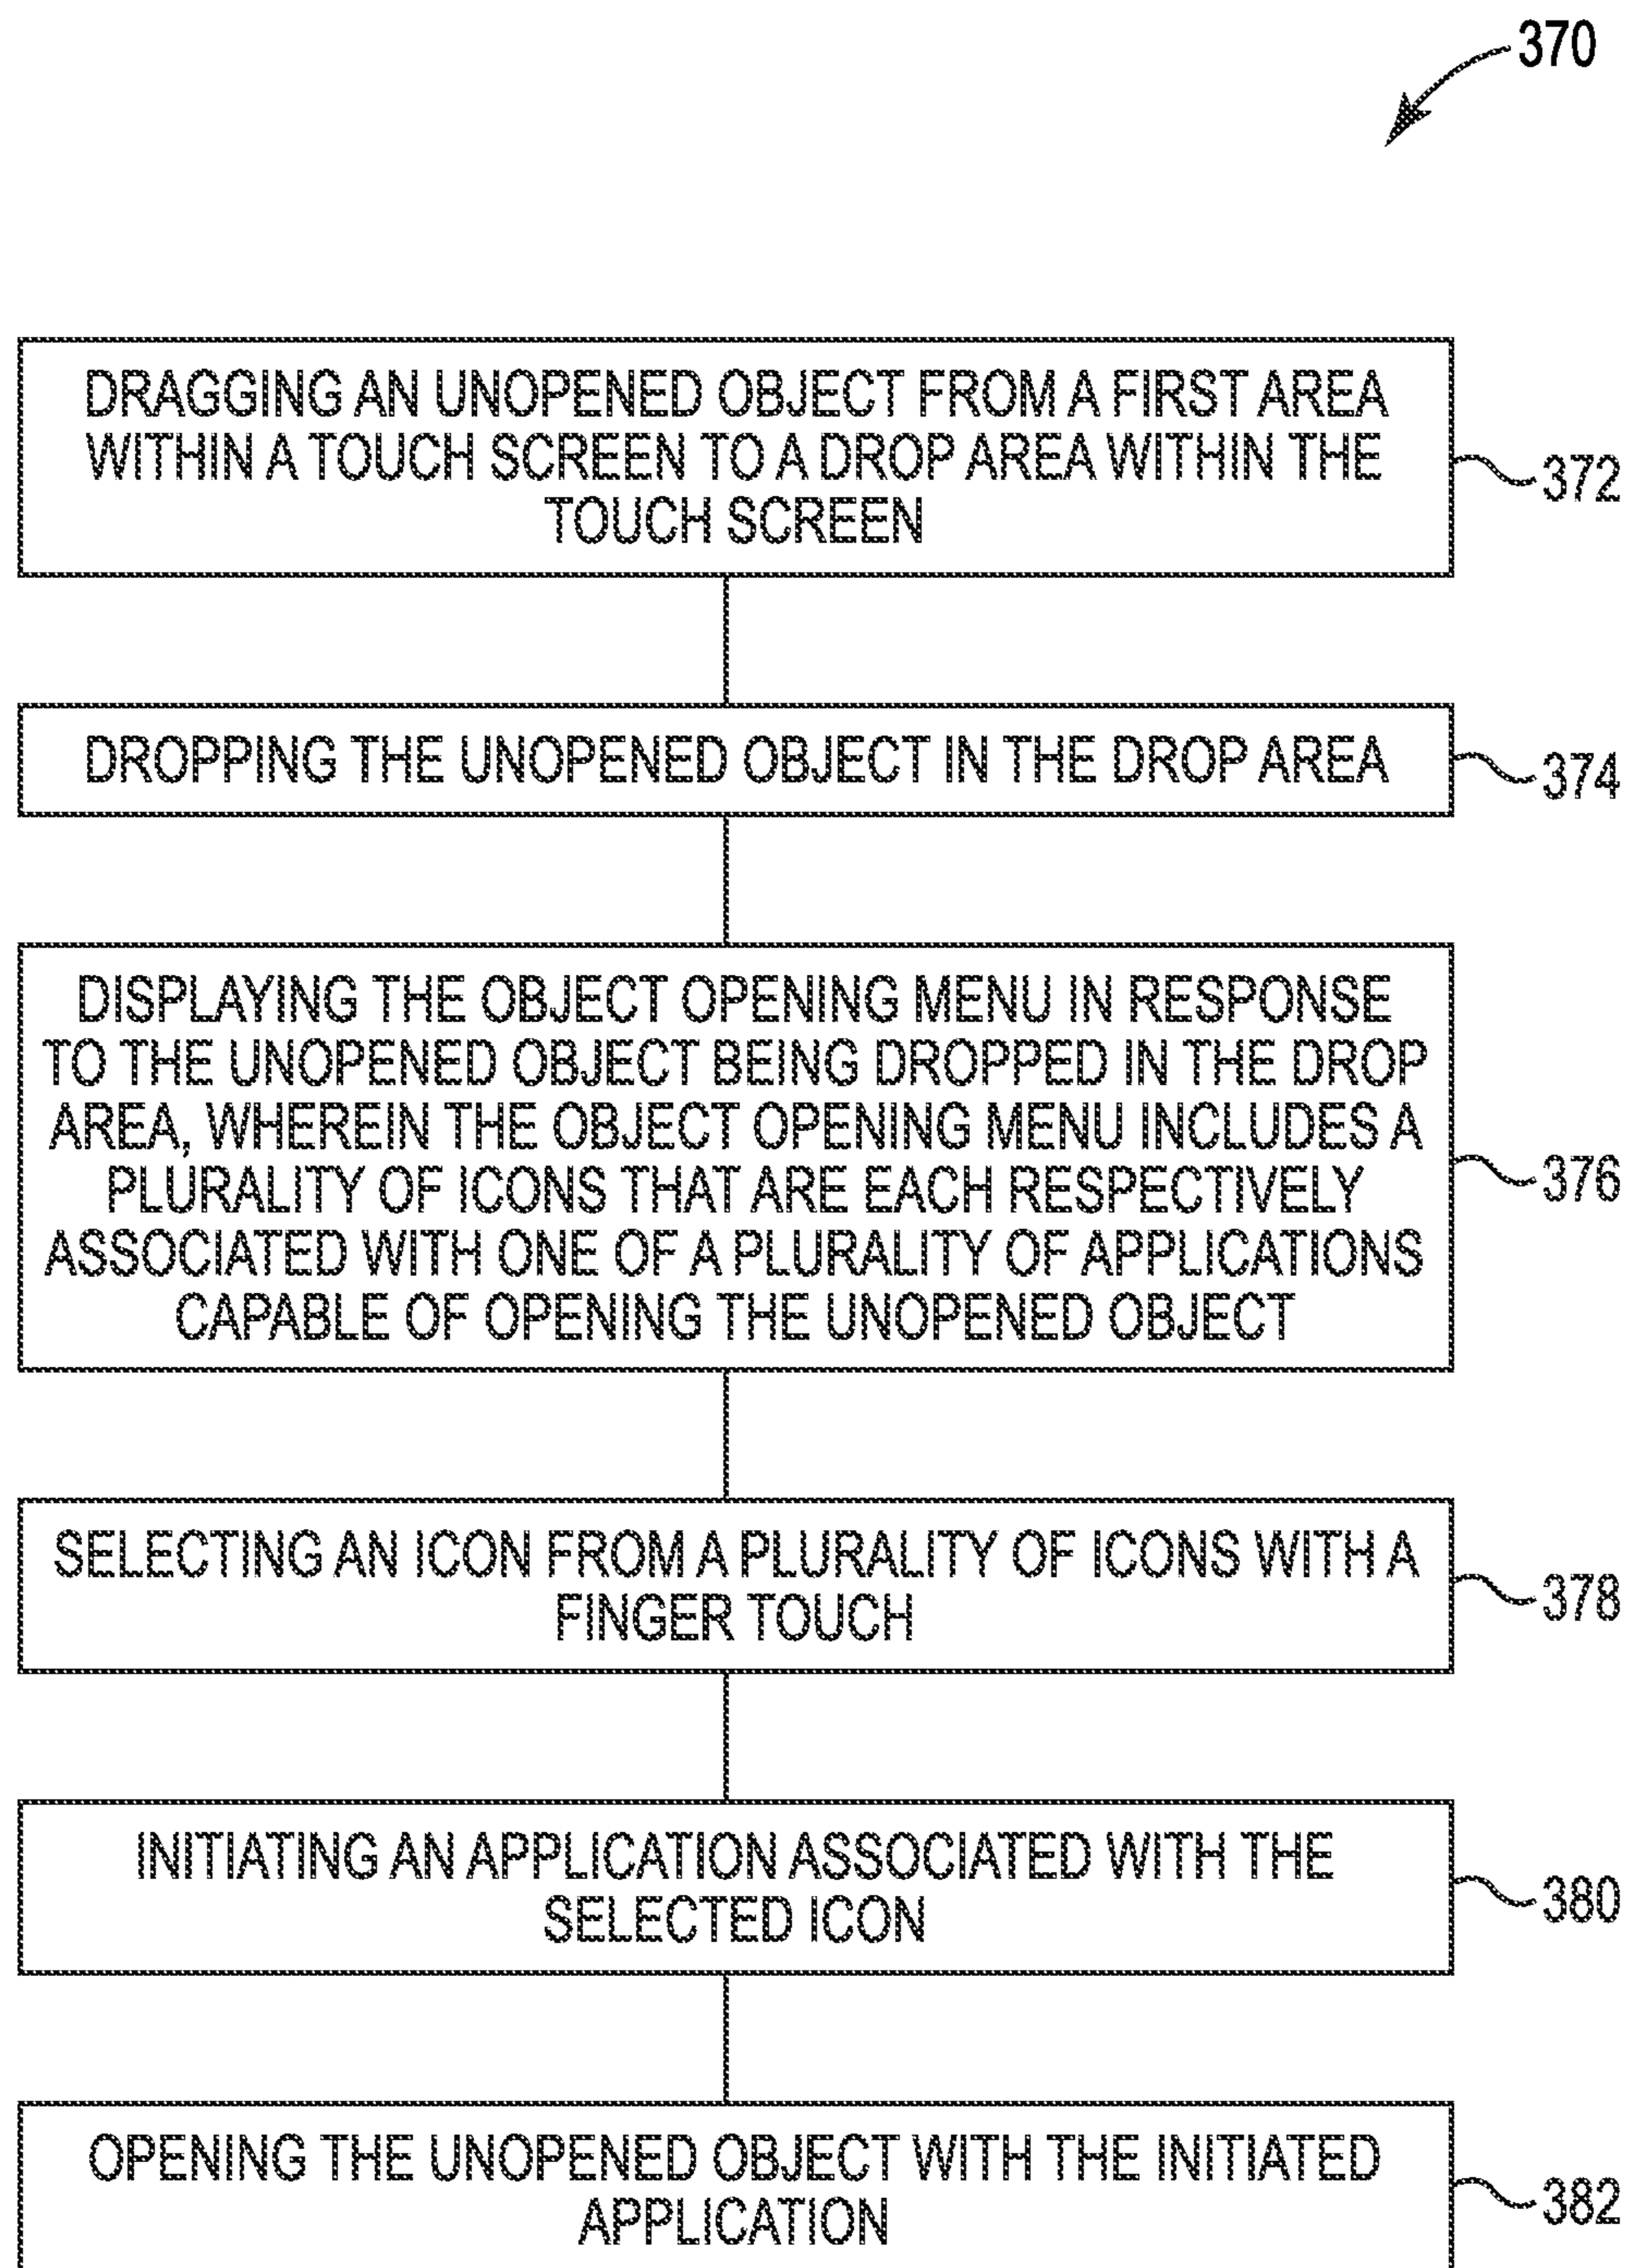 370
DRAGGING AN UNOPENED OBJECT FROM A FIRST AREA
WITHIN A TOUCH SCREEN TO A DROP AREA WITHIN THE
TOUCH SCREEN
372
DROPPING THE UNOPENED OBJECT IN THE DROP AREA
374
DISPLAYING THE OBJECT OPENING MENU IN RESPONSE
TO THE UNOPENED OBJECT BEING DROPPED IN THE DROP
AREA, WHEREIN THE OBJECT OPENING MENU INCLUDES A
PLURALITY OF ICONS THAT ARE EACH RESPECTIVELY
ASSOCIATED WITH ONE OF A PLURALITY OF APPLICATIONS
CAPABLE OF OPENING THE UNOPENED OBJECT
376
SELECTING AN ICON FROM A PLURALITY OF ICONS WITH A
FINGER TOUCH
378
INITIATING AN APPLICATION ASSOCIATED WITH THE
SELECTED ICON
380
OPENING THE UNOPENED OBJECT WITH THE INITIATED
APPLICATION
382